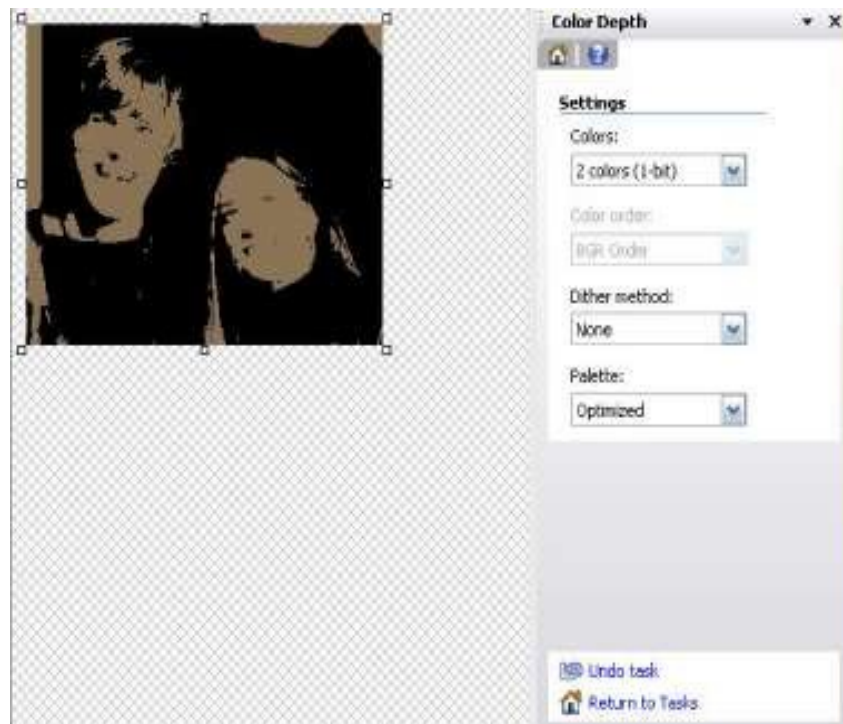 Color Depth
Settings
Colors:
2 colors (1-bit)
Color order:
BGR Order
Dither method:
None
Palette:
Optimized
Undo task
Return to Tasks